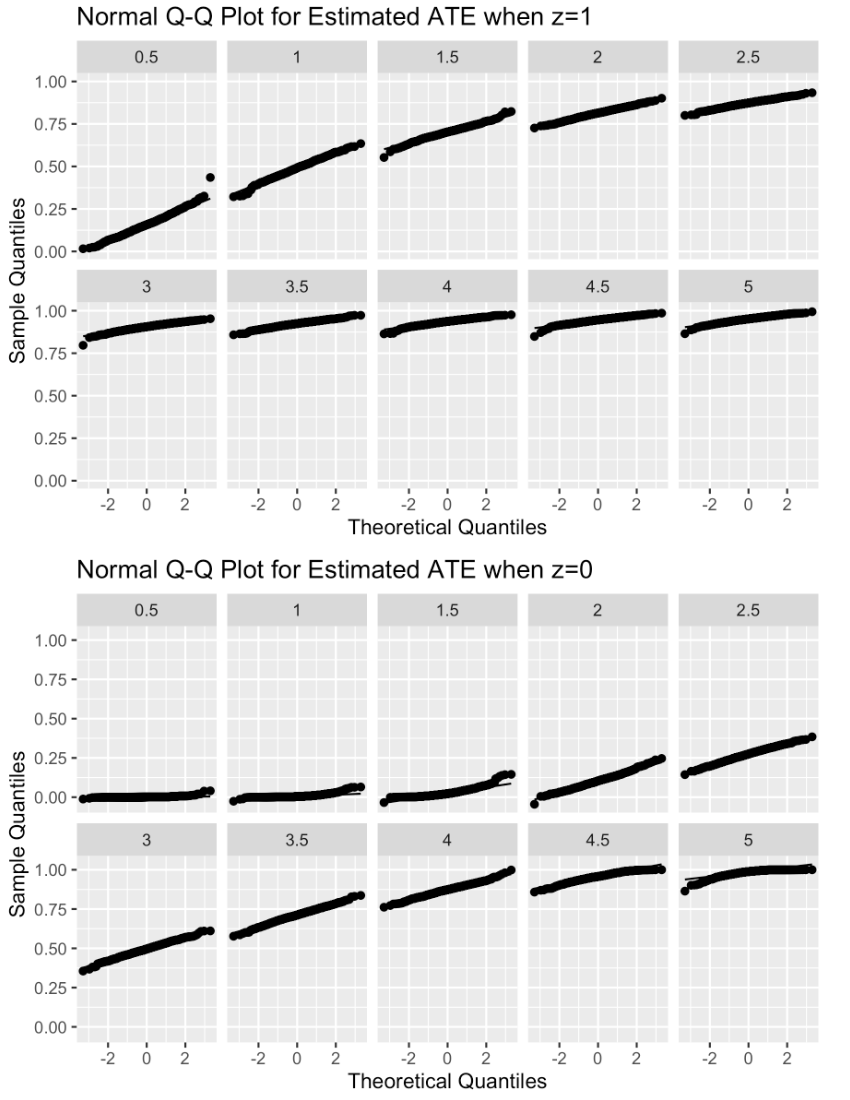 Normal Q-Q Plot for Estimated ATE when z=1
0.5 1 1.5 2 2.5
1.00
0.75
0.50
0.25
0.00
3 3.5 4 4.5 5
1.00
0.75
0.50
0.25
0.00
Sample Quantiles
-2 0 2 -2 0 2 -2 0 2 -2 0 2 -2 0 2
Theoretical Quantiles
Normal Q-Q Plot for Estimated ATE when z=0
0.5 1 1.5 2 2.5
1.00
0.75
0.50
0.25
0.00
3 3.5 4 4.5 5
1.00
0.75
0.50
0.25
0.00
Sample Quantiles
-2 0 2 -2 0 2 -2 0 2 -2 0 2 -2 0 2
Theoretical Quantiles